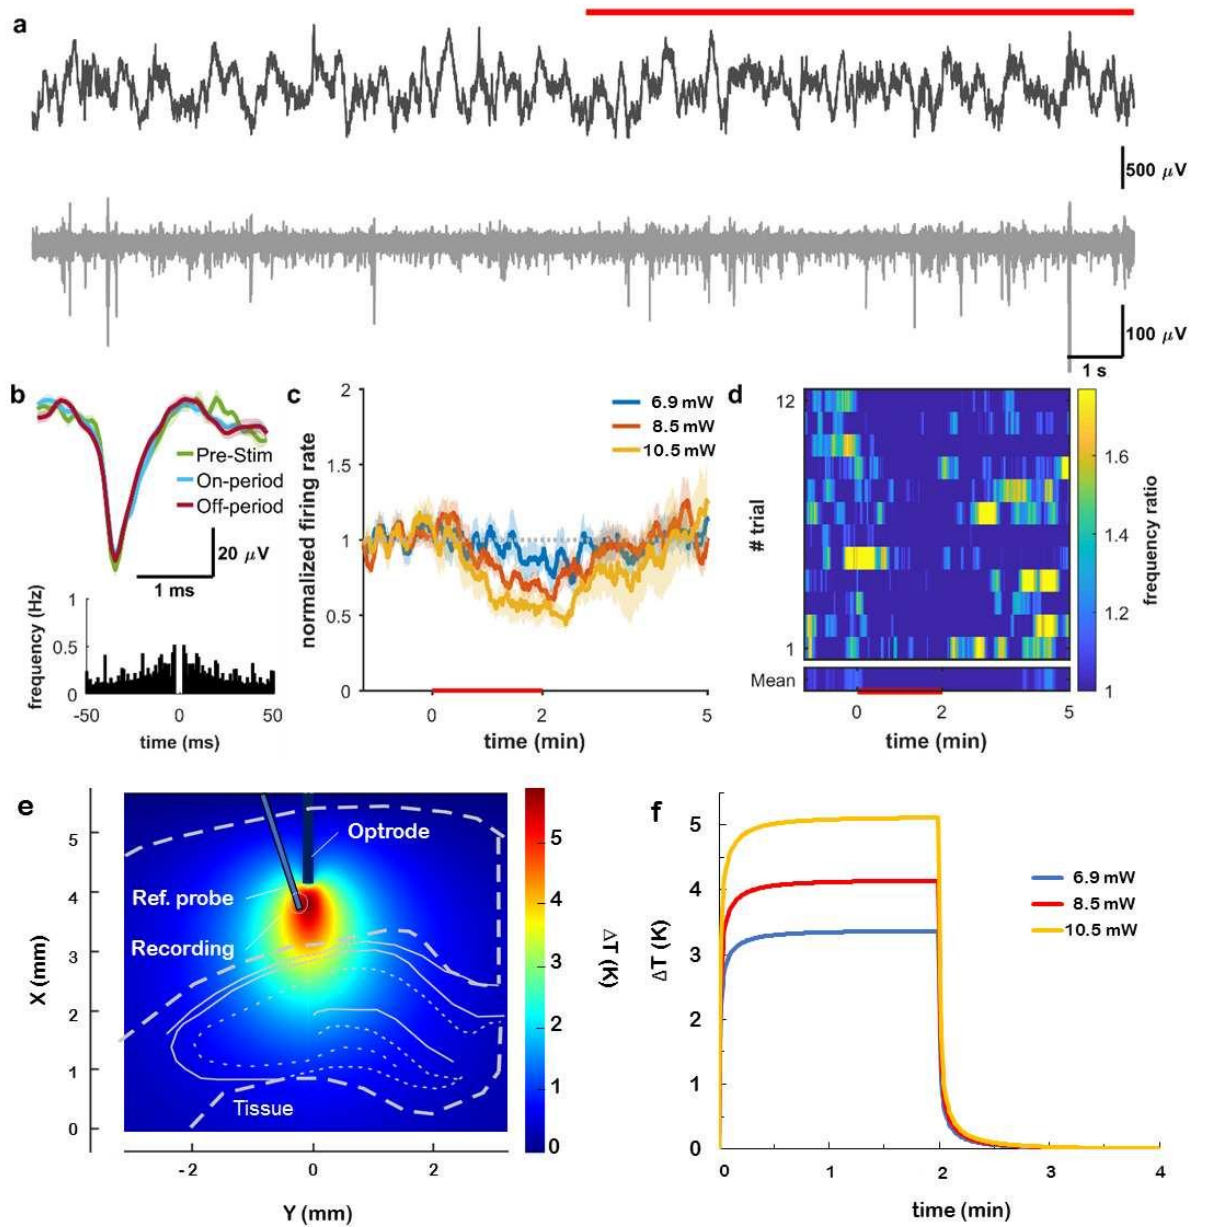 a
500 µV
100 µV
1 s
b
Pre-Stim
On-period
Off-period
20 µV
1 ms
frequency (Hz)
1
0.5
0
-50
0
50
time (ms)
c
normalized firing rate
2
1.5
1
0.5
0
6.9 mW
8.5 mW
10.5 mW
0
2
5
time (min)
d
# trial
12
1
Mean
0
2
5
time (min)
1.6
1.4
1.2
1
frequency ratio
e
X (mm)
5
4
3
2
1
0
Optrode
Ref. probe
Recording
Tissue
-2
0
2
Y (mm)
5
4
3
2
1
0
ΔT (K)
f
ΔT (K)
5
4
3
2
1
0
6.9 mW
8.5 mW
10.5 mW
0
1
2
3
4
time (min)